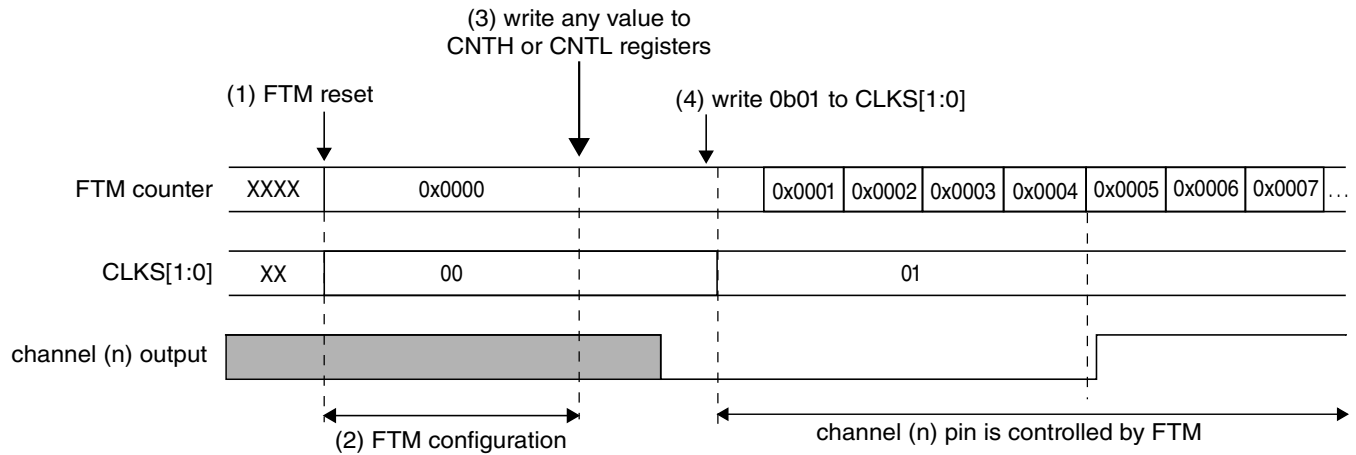 (3) write any value to
CNTH or CNTL registers
(1) FTM reset
(4) write 0b01 to CLKS[1:0]
FTM counter XXXX 0x0000 0x0001 0x0002 0x0003 0x0004 0x0005 0x0006 0x0007 ...
CLKS[1:0] XX 00 01
channel (n) output
(2) FTM configuration
channel (n) pin is controlled by FTM